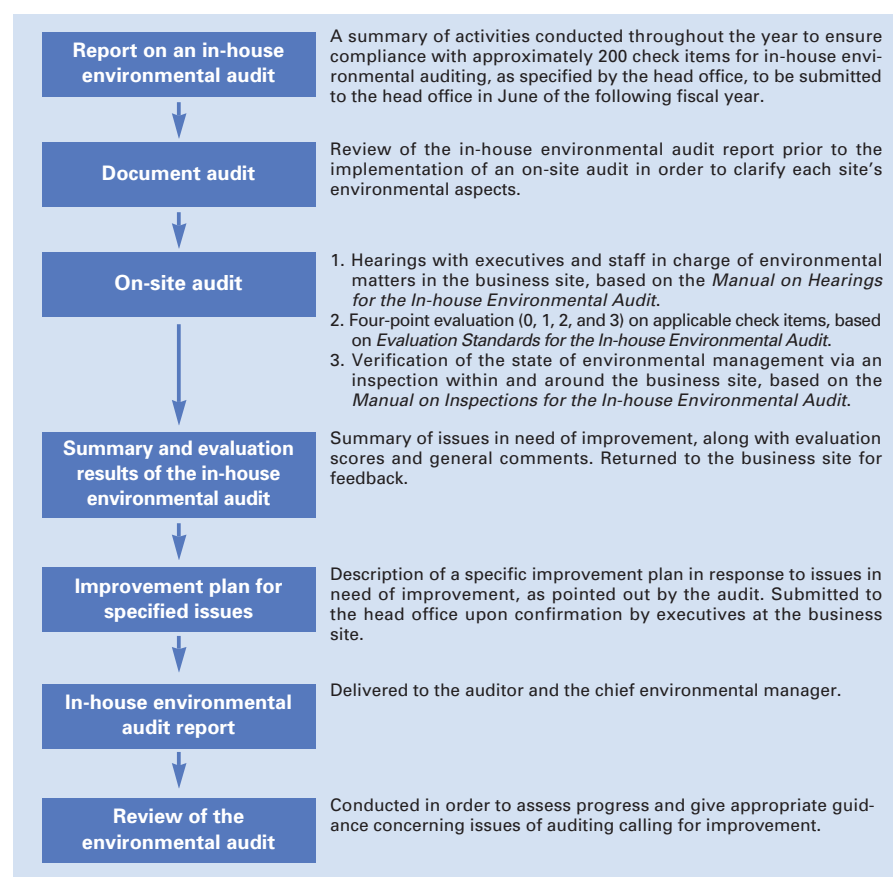 Report on an in-house
environmental audit
A summary of activities conducted throughout the year to ensure
compliance with approximately 200 check items for in-house envi-
ronmental auditing, as specified by the head office, to be submitted
to the head office in June of the following fiscal year.
Document audit
Review of the in-house environmental audit report prior to the
implementation of an on-site audit in order to clarify each site's
environmental aspects.
On-site audit
1. Hearings with executives and staff in charge of environmental
matters in the business site, based on the Manual on Hearings
for the In-house Environmental Audit.
2. Four-point evaluation (0, 1, 2, and 3) on applicable check items, based
on Evaluation Standards for the In-house Environmental Audit.
3. Verification of the state of environmental management via an
inspection within and around the business site, based on the
Manual on Inspections for the In-house Environmental Audit.
Summary and evaluation
results of the in-house
environmental audit
Summary of issues in need of improvement, along with evaluation
scores and general comments. Returned to the business site for
feedback.
Improvement plan for
specified issues
Description of a specific improvement plan in response to issues in
need of improvement, as pointed out by the audit. Submitted to
the head office upon confirmation by executives at the business
site.
In-house environmental
audit report
Delivered to the auditor and the chief environmental manager.
Review of the
environmental audit
Conducted in order to assess progress and give appropriate guid-
ance concerning issues of auditing calling for improvement.